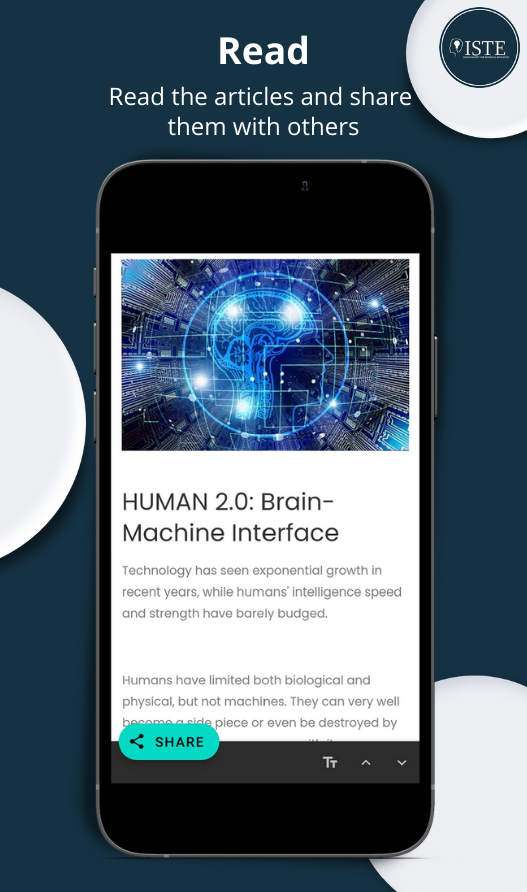 Read
ISTE
Read the articles and share
them with others
HUMAN 2.0: Brain-
Machine Interface
Technology has seen exponential growth in
recent years, while humans' intelligence speed
and strength have barely budged.
Humans have limited both biological and
physical, but not machines. They can very well
become a side piece or even be destroyed by
SHARE